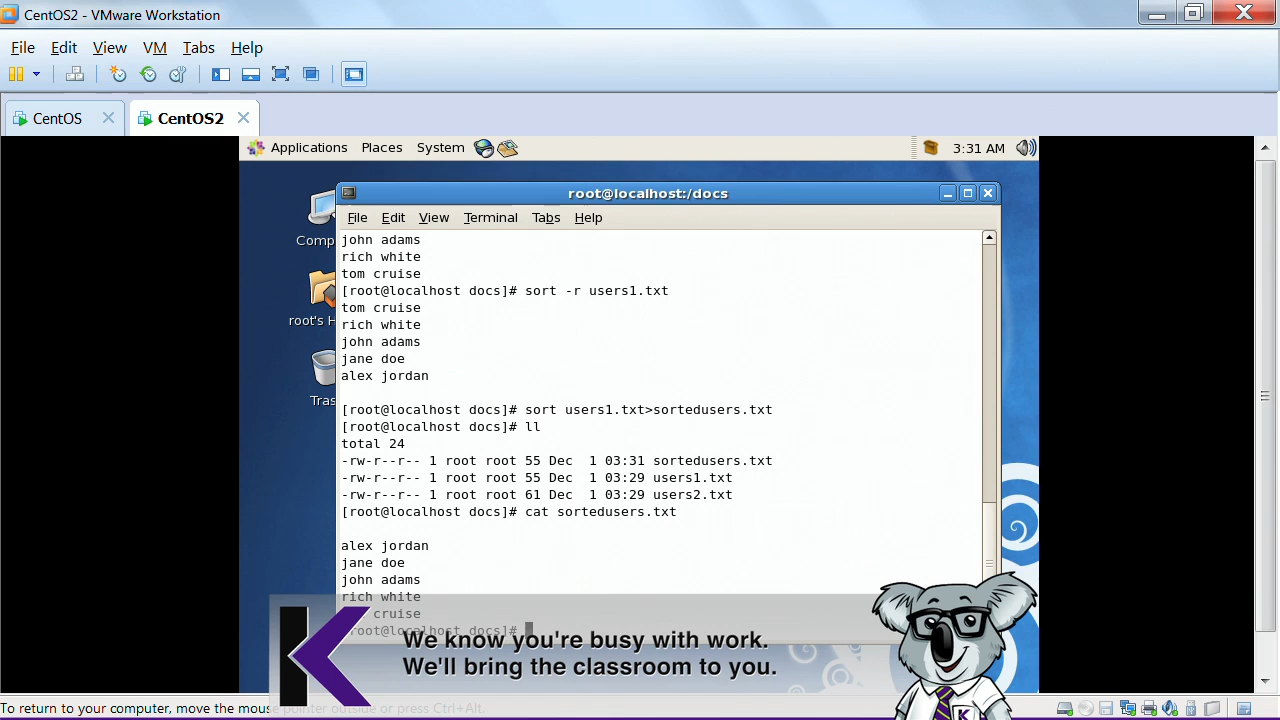 CentOS2 - VMware Workstation
File Edit View VM Tabs Help
CentOS CentOS2
Applications Places System 3:31 AM
root@localhost:/docs
File Edit View Terminal Tabs Help
Comp
root's H
Tras
john adams
rich white
tom cruise
[root@localhost docs]# sort -r users1.txt
tom cruise
rich white
john adams
jane doe
alex jordan
[root@localhost docs]# sort users1.txt>sortedusers.txt
[root@localhost docs]# ll
total 24
-rw-r--r-- 1 root root 55 Dec  1 03:31 sortedusers.txt
-rw-r--r-- 1 root root 55 Dec  1 03:29 users1.txt
-rw-r--r-- 1 root root 61 Dec  1 03:29 users2.txt
[root@localhost docs]# cat sortedusers.txt
alex jordan
jane doe
john adams
rich white
cruise
root@localhost docs]#
We know you're busy with work.
We'll bring the classroom to you.
K
To return to your computer, move the mouse pointer outside or press Ctrl+Alt.